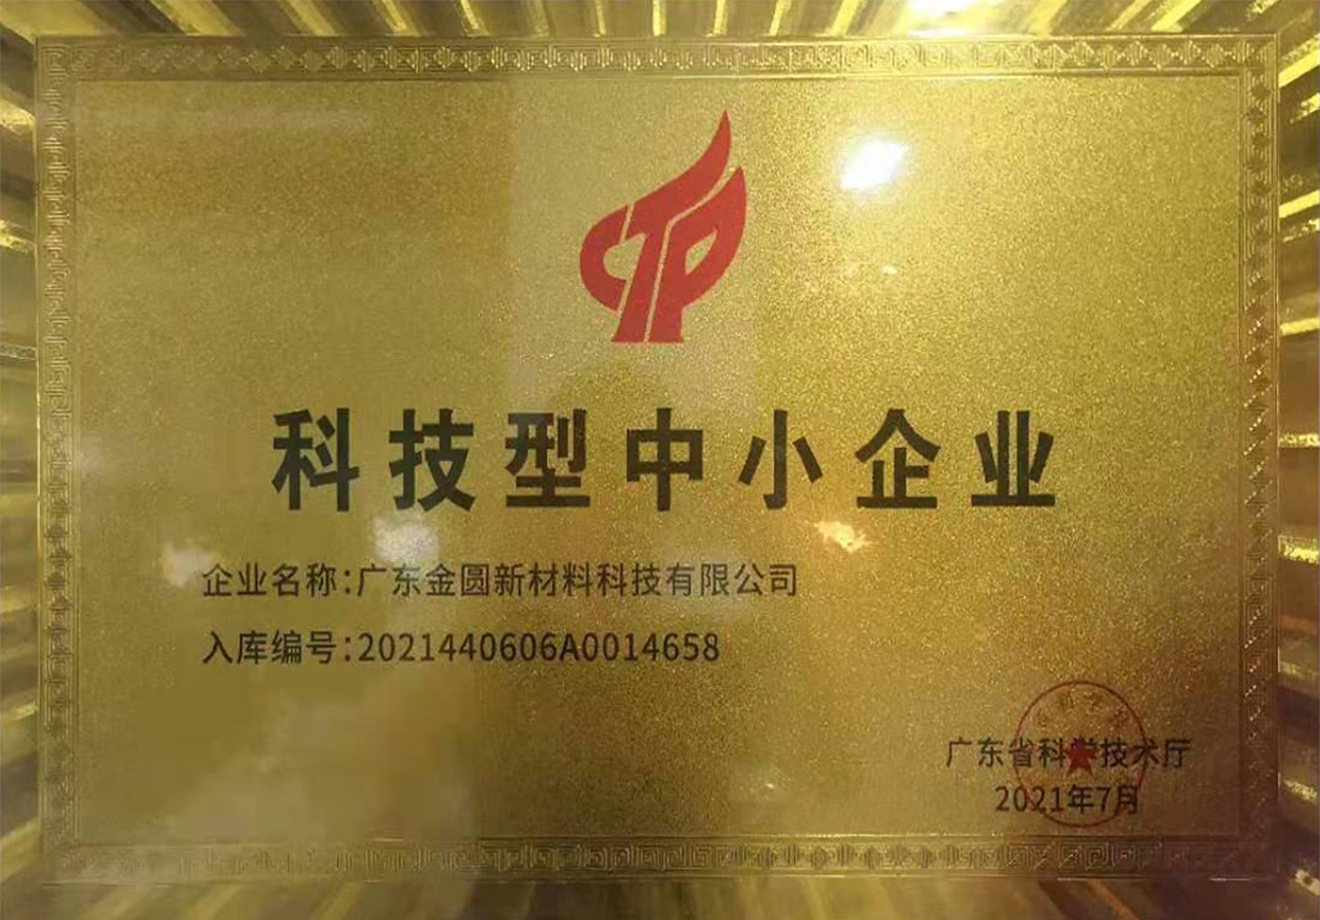 CTP
科技型中小企业
企业名称:广东金圆新材料科技有限公司
入库编号:2021440606A0014658
广东省科学技术厅
2021年7月